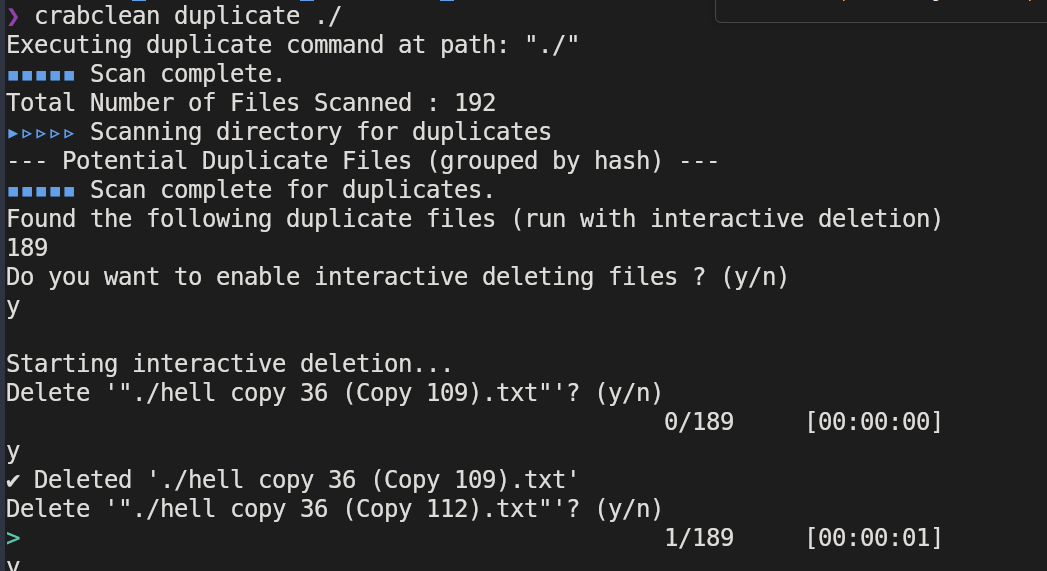 ❯ crabclean duplicate ./
Executing duplicate command at path: "./"
▪▪▪▪▪ Scan complete.
Total Number of Files Scanned : 192
▸▹▹▹▹ Scanning directory for duplicates
--- Potential Duplicate Files (grouped by hash) ---
▪▪▪▪▪ Scan complete for duplicates.
Found the following duplicate files (run with interactive deletion)
189
Do you want to enable interactive deleting files ? (y/n)
y
Starting interactive deletion...
Delete '"./hell copy 36 (Copy 109).txt"'? (y/n)
0/189 [00:00:00]
y
✔ Deleted './hell copy 36 (Copy 109).txt'
Delete '"./hell copy 36 (Copy 112).txt"'? (y/n)
> 1/189 [00:00:01]
y